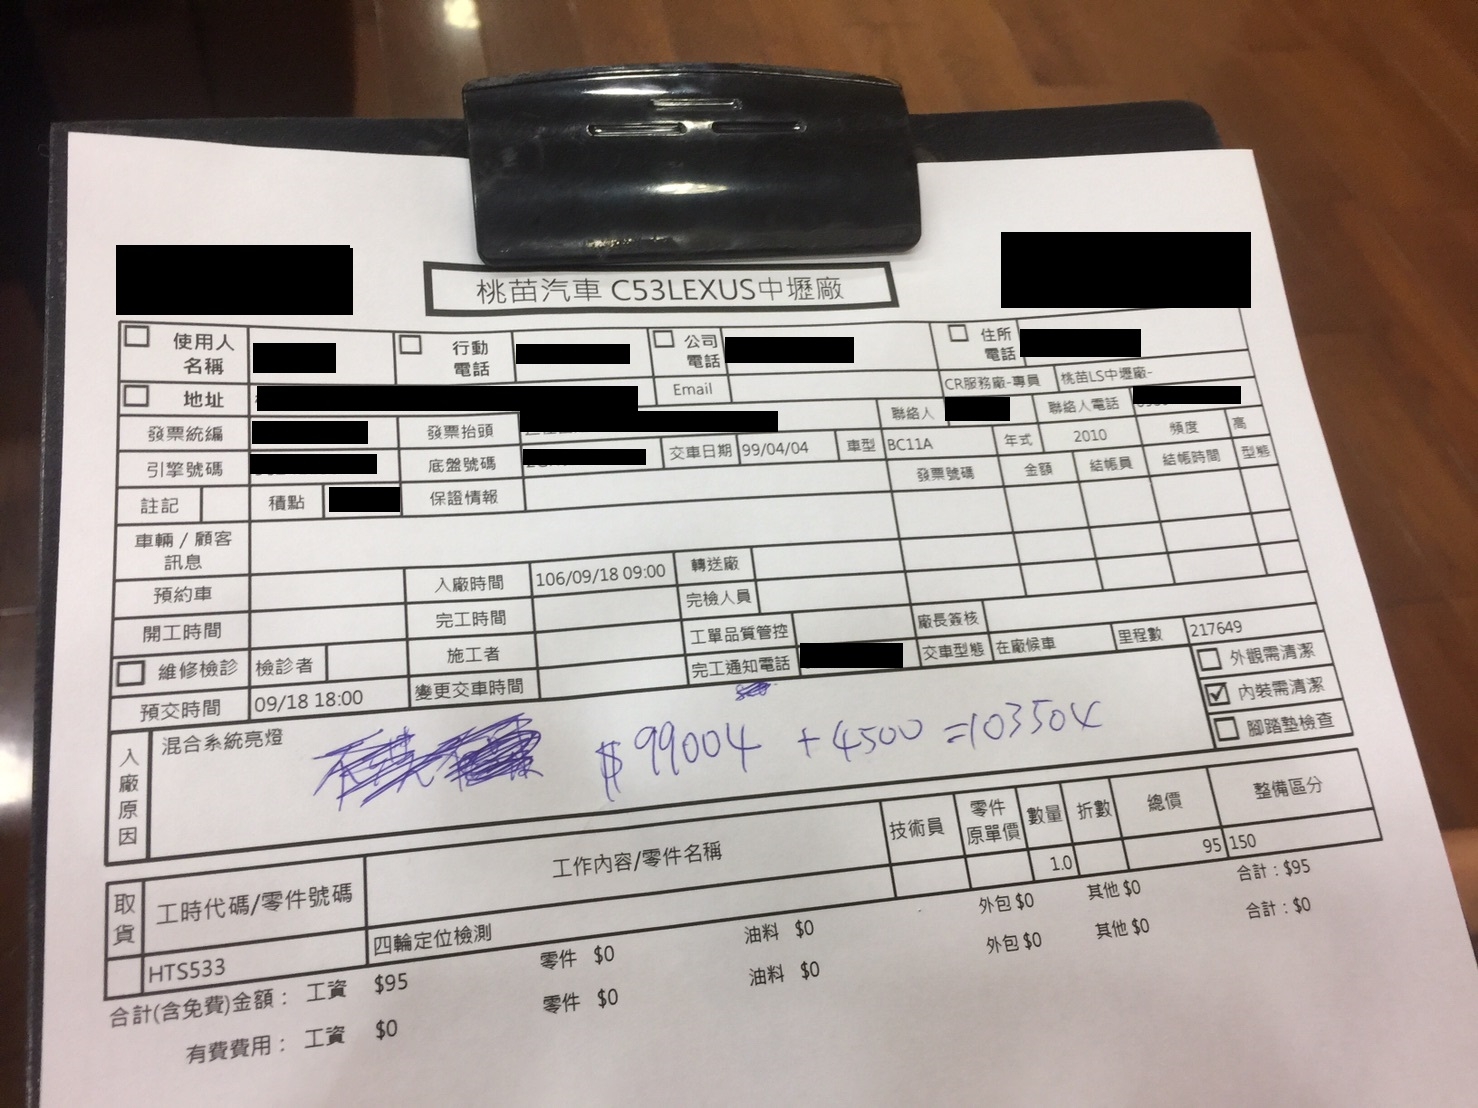 桃苗汽車 C53LEXUS中壢廠
使用人名稱 行動電話 公司電話 住所電話
地址 Email CR服務廠-專員 桃苗LS中壢廠-
發票統編 發票抬頭 聯絡人 聯絡人電話
引擎號碼 底盤號碼 交車日期 99/04/04 車型 BC11A 年式 2010 頻度 高
註記 積點 保證情報 發票號碼 金額 結帳員 結帳時間 型態
車輛 / 顧客訊息
預約車 入廠時間 106/09/18 09:00 轉送廠
開工時間 完工時間 完檢人員
維修檢診 檢診者 施工者 工單品質管控 廠長簽核
預交時間 09/18 18:00 變更交車時間 完工通知電話 交車型態 在廠候車 里程數 217649
外觀需清潔
內裝需清潔
腳踏墊檢查
入廠原因 混合系統亮燈
$99004 + 4500 = 103504
取貨 工時代碼/零件號碼 工作內容/零件名稱 技術員 零件原單價 數量 折數 總價 整備區分
HTS533 四輪定位檢測 1.0 95 150
合計(含免費)金額： 工資 $95 零件 $0 油料 $0 外包 $0 其他 $0 合計：$95
有費費用： 工資 $0 零件 $0 油料 $0 外包 $0 其他 $0 合計：$0